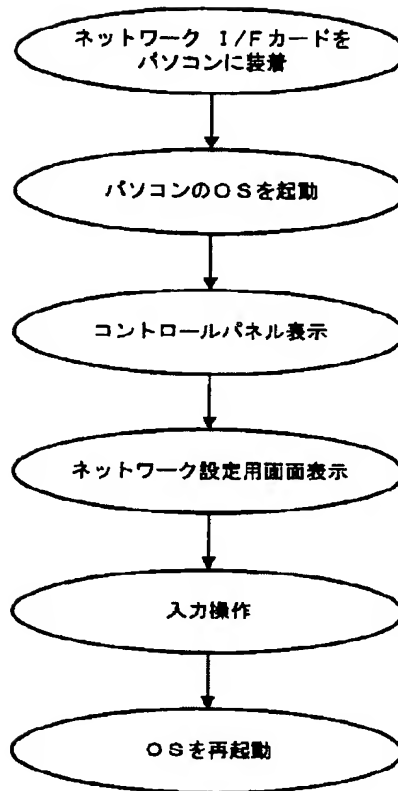 ネットワーク I/Fカードを
パソコンに装着
パソコンのOSを起動
コントロールパネル表示
ネットワーク設定用画面表示
入力操作
OSを再起動